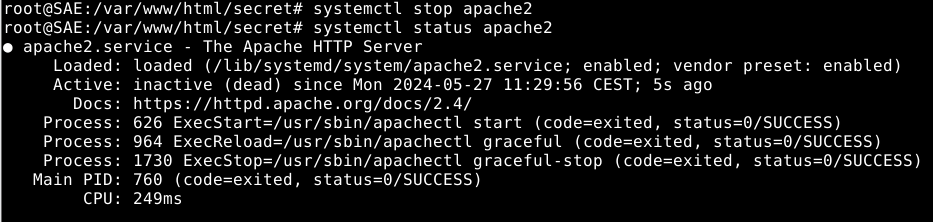 root@SAE:/var/www/html/secret# systemctl stop apache2
root@SAE:/var/www/html/secret# systemctl status apache2
● apache2.service - The Apache HTTP Server
     Loaded: loaded (/lib/systemd/system/apache2.service; enabled; vendor preset: enabled)
     Active: inactive (dead) since Mon 2024-05-27 11:29:56 CEST; 5s ago
       Docs: https://httpd.apache.org/docs/2.4/
    Process: 626 ExecStart=/usr/sbin/apachectl start (code=exited, status=0/SUCCESS)
    Process: 964 ExecReload=/usr/sbin/apachectl graceful (code=exited, status=0/SUCCESS)
    Process: 1730 ExecStop=/usr/sbin/apachectl graceful-stop (code=exited, status=0/SUCCESS)
   Main PID: 760 (code=exited, status=0/SUCCESS)
        CPU: 249ms